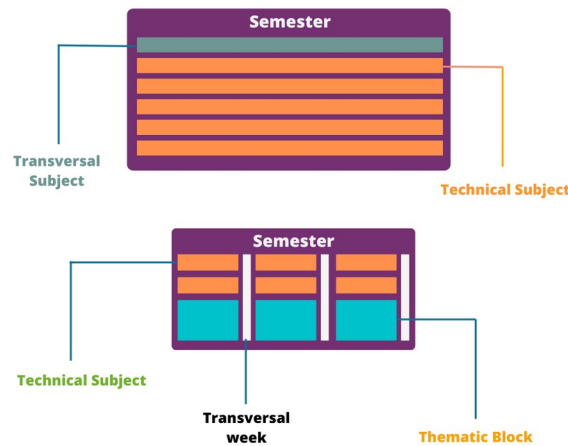 Semester
Transversal
Subject
Technical Subject
Semester
Technical Subject
Transversal
week
Thematic Block